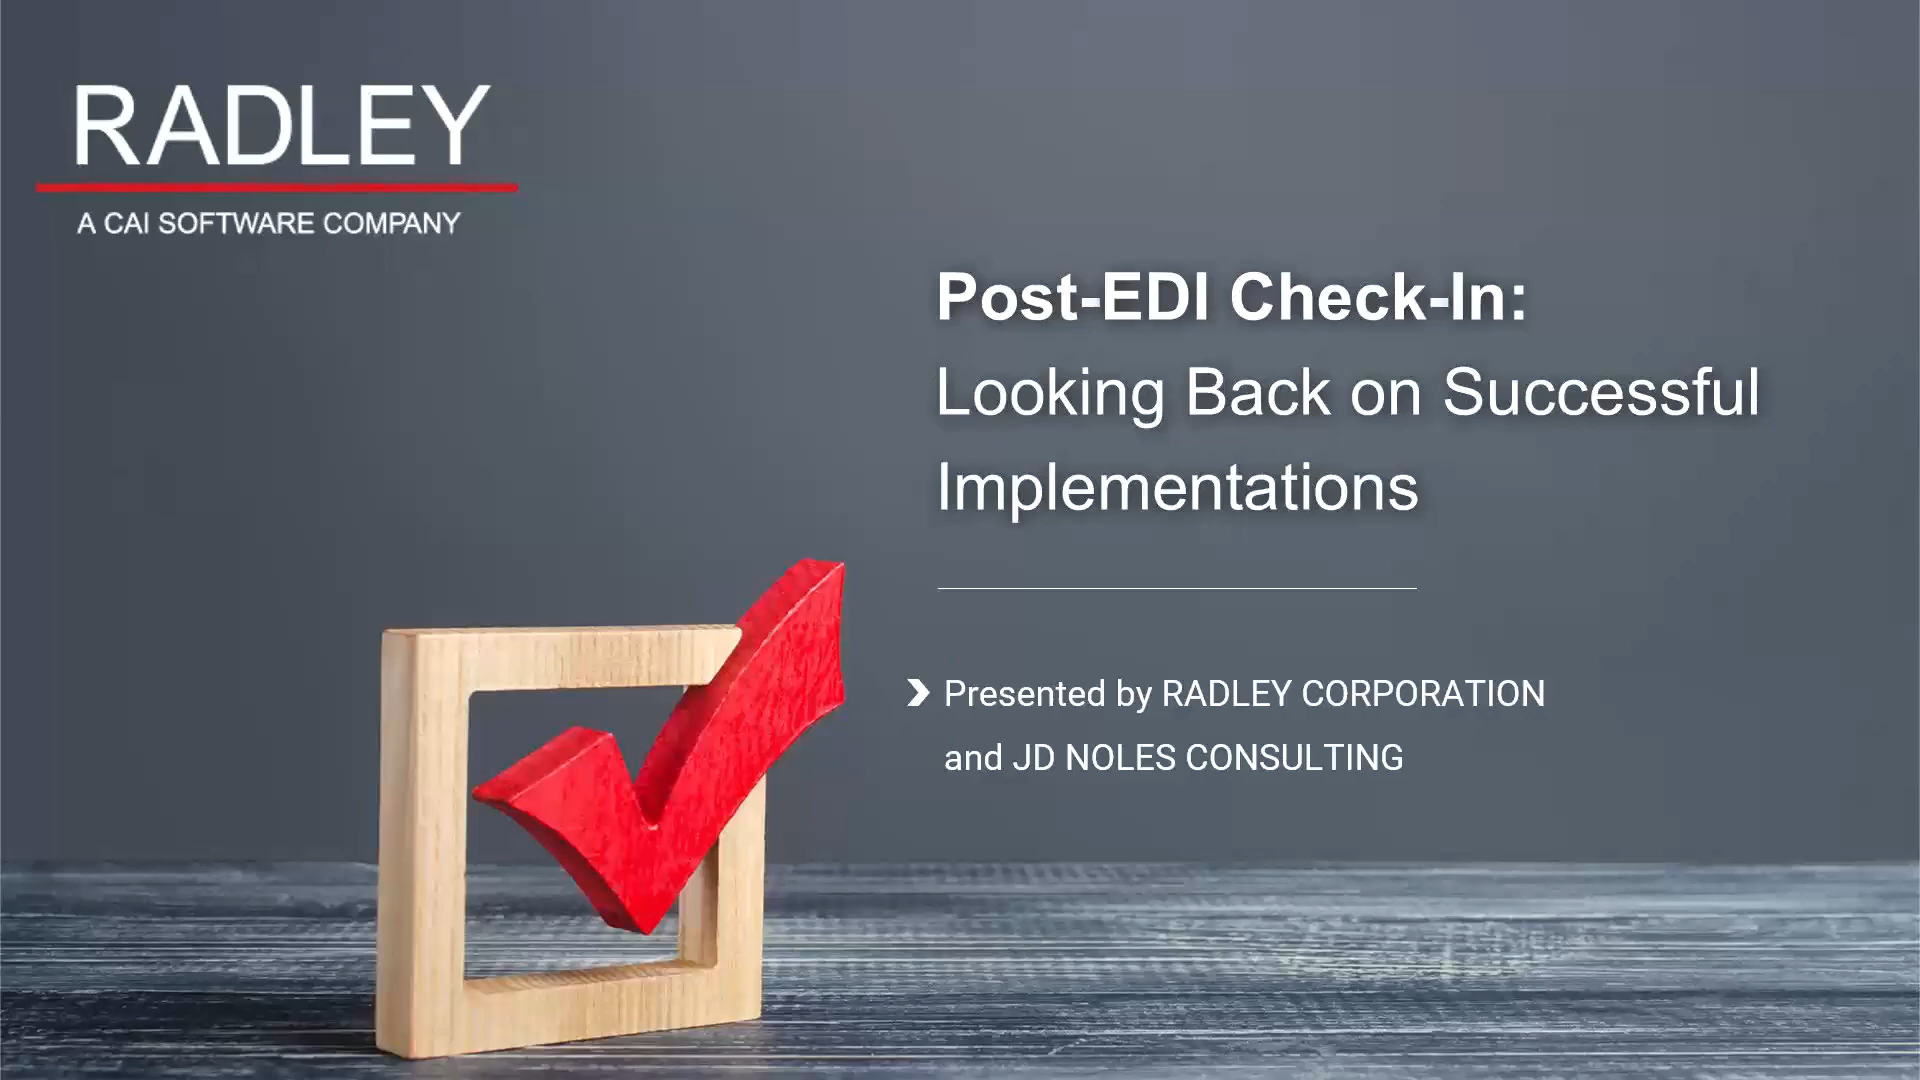 RADLEY
A CAI SOFTWARE COMPANY
Post-EDI Check-In:
Looking Back on Successful
Implementations
Presented by RADLEY CORPORATION
and JD NOLES CONSULTING